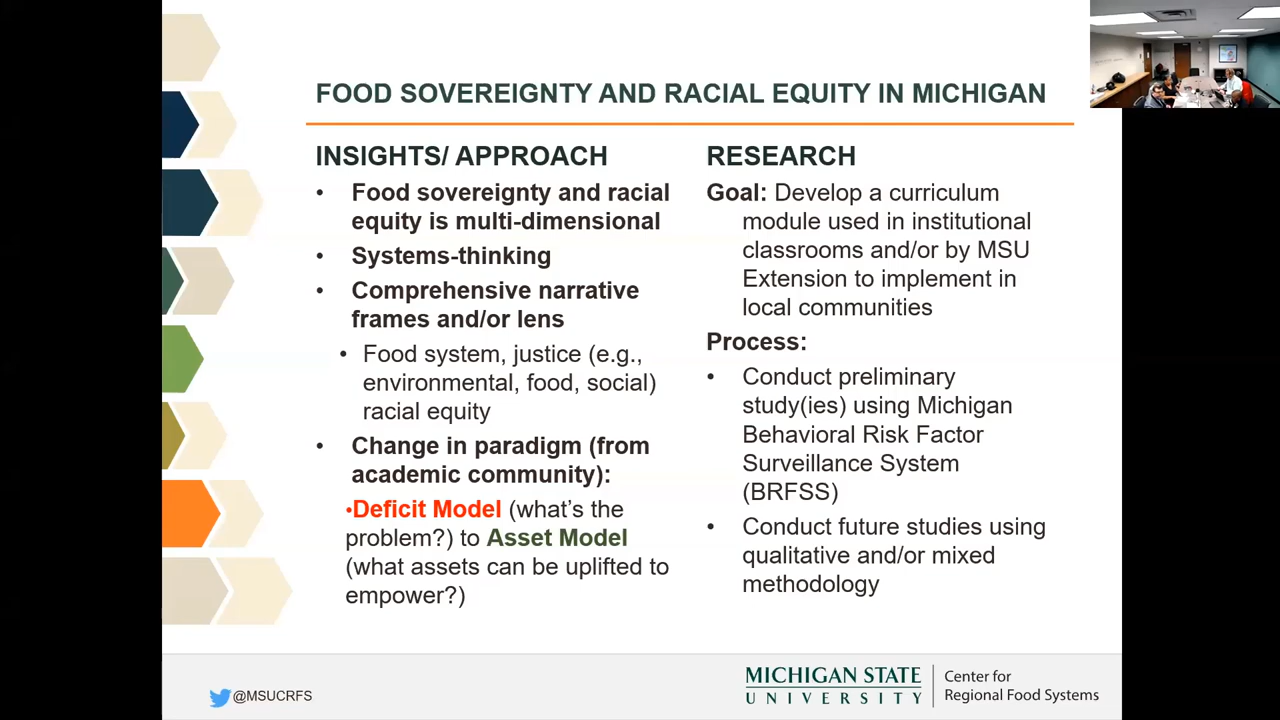 FOOD SOVEREIGNTY AND RACIAL EQUITY IN MICHIGAN
INSIGHTS/ APPROACH
• Food sovereignty and racial
equity is multi-dimensional
• Systems-thinking
• Comprehensive narrative
frames and/or lens
• Food system, justice (e.g.,
environmental, food, social)
racial equity
• Change in paradigm (from
academic community):
•Deficit Model (what's the
problem?) to Asset Model
(what assets can be uplifted to
empower?)
RESEARCH
Goal: Develop a curriculum
module used in institutional
classrooms and/or by MSU
Extension to implement in
local communities
Process:
• Conduct preliminary
study(ies) using Michigan
Behavioral Risk Factor
Surveillance System
(BRFSS)
• Conduct future studies using
qualitative and/or mixed
methodology
@MSUCRFS
MICHIGAN STATE
UNIVERSITY
Center for
Regional Food Systems